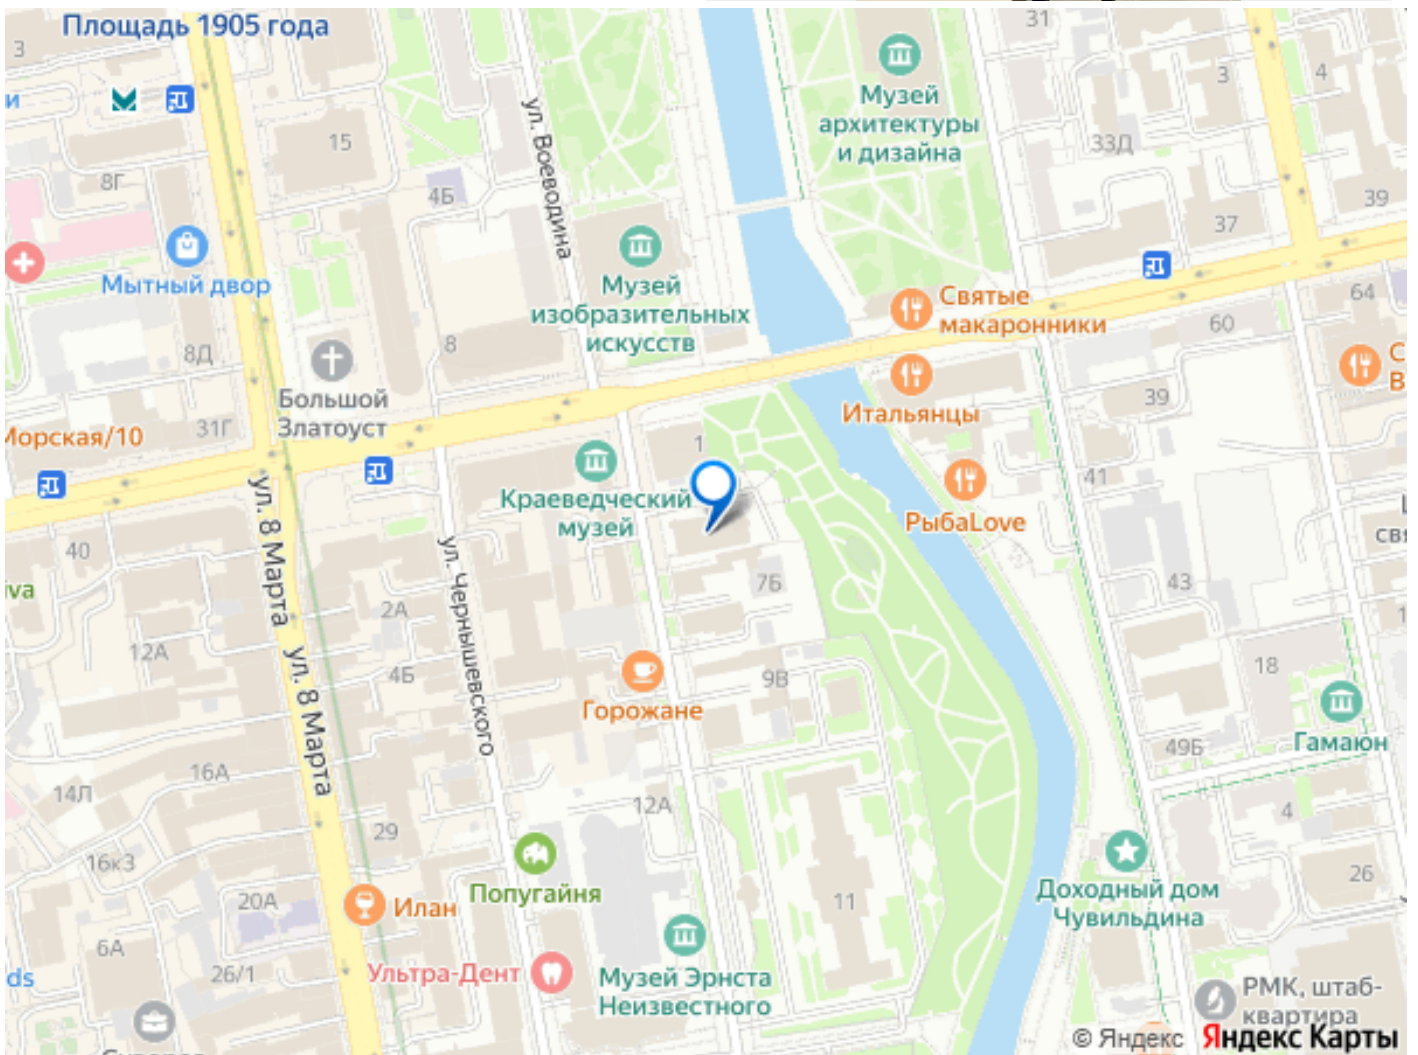 Площадь 1905 года
31
3
3
4
Музей
архитектуры
и дизайна
и
15
33Д
8Г
4Б
ул. Воеводина
39
37
Мытный двор
Музей
изобразительных
искусств
Святые
макаронники
64
60
8Д
8
Большой
Златоуст
Итальянцы
39
С
В
Морская/10
31Г
1
Краеведческий
музей
41
РыбаLove
ул. 8 Марта
40
ул. Чернышевского
7Б
43
2А
12А
4Б
ул. 8 Марта
9В
18
Горожане
Гамаюн
49Б
16А
14Л
12А
4
29
16к3
26
Попугайня
Доходный дом
Чувильдина
20А
Илан
11
6А
26/1
Ультра-Дент
Музей Эрнста
Неизвестного
ds
РМК, штаб-
квартира
© Яндекс Яндекс Карты